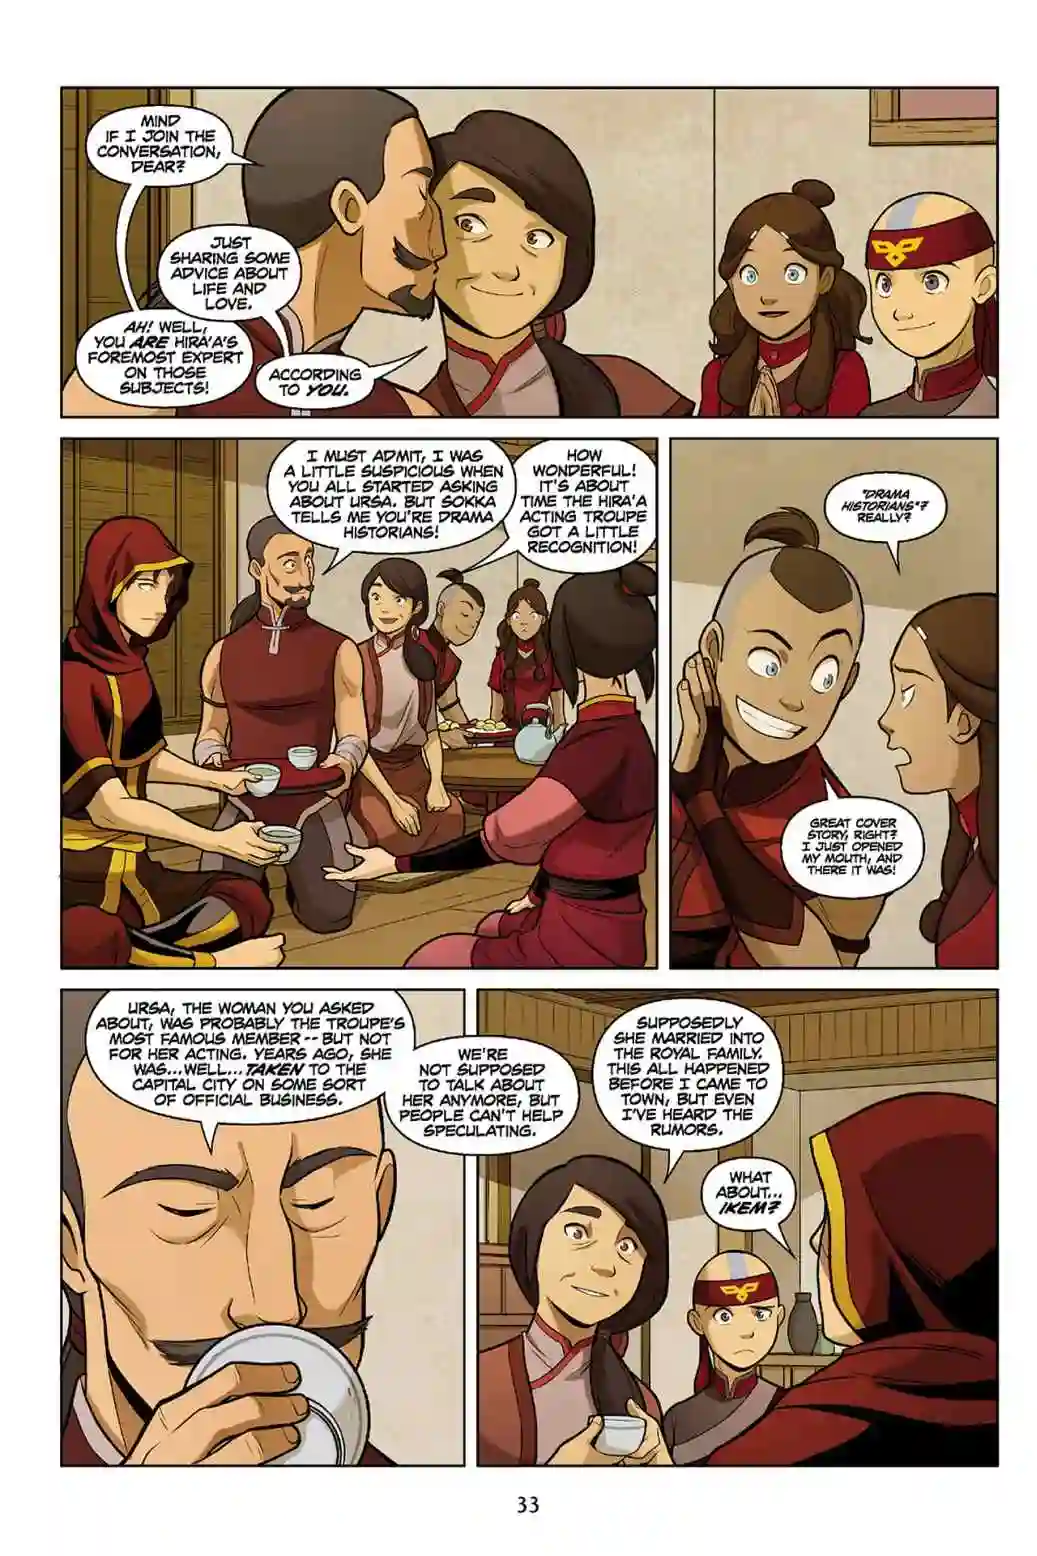 MIND
IF I JOIN THE
CONVERSATION,
DEAR?
JUST
SHARING SOME
ADVICE ABOUT
LIFE AND
LOVE.
AH! WELL,
YOU ARE HIRA'A'S
FOREMOST EXPERT
ON THOSE
SUBJECTS!
ACCORDING
TO YOU.
I MUST ADMIT, I WAS
A LITTLE SUSPICIOUS WHEN
YOU ALL STARTED ASKING
ABOUT URSA. BUT SOKKA
TELLS ME YOU'RE DRAMA
HISTORIANS!
HOW
WONDERFUL!
IT'S ABOUT
TIME THE HIRA'A
ACTING TROUPE
GOT A LITTLE
RECOGNITION!
"DRAMA
HISTORIANS"?
REALLY?
GREAT COVER
STORY, RIGHT?
I JUST OPENED
MY MOUTH, AND
THERE IT WAS!
URSA, THE WOMAN YOU ASKED
ABOUT, WAS PROBABLY THE TROUPE'S
MOST FAMOUS MEMBER -- BUT NOT
FOR HER ACTING. YEARS AGO, SHE
WAS...WELL...TAKEN TO THE
CAPITAL CITY ON SOME SORT
OF OFFICIAL BUSINESS.
WE'RE
NOT SUPPOSED
TO TALK ABOUT
HER ANYMORE, BUT
PEOPLE CAN'T HELP
SPECULATING.
SUPPOSEDLY
SHE MARRIED INTO
THE ROYAL FAMILY.
THIS ALL HAPPENED
BEFORE I CAME TO
TOWN, BUT EVEN
I'VE HEARD THE
RUMORS.
WHAT
ABOUT...
IKEM?
33